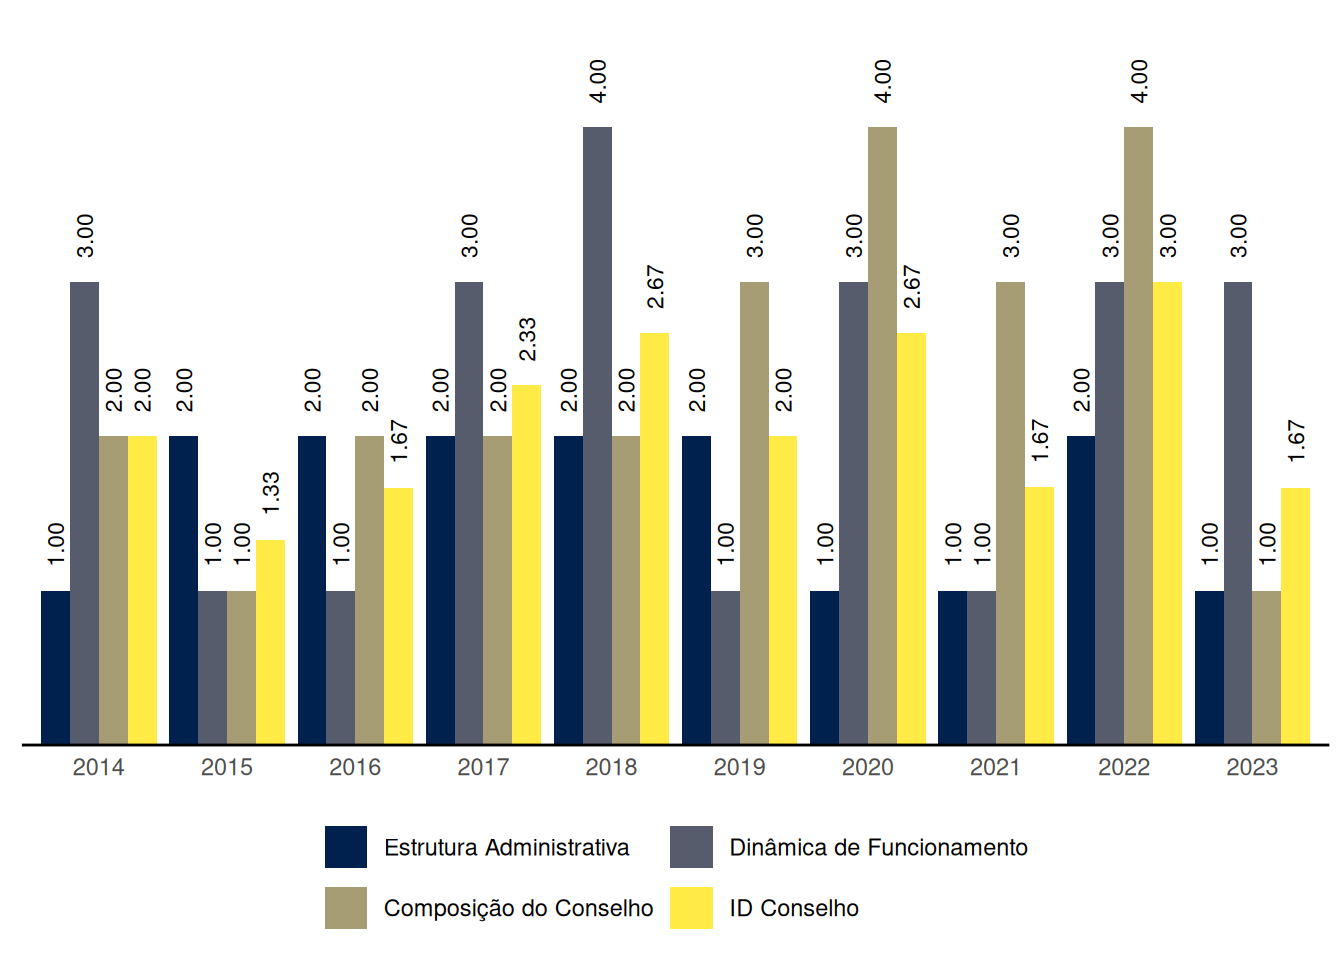 4.00 4.00 4.00
3.00 3.00 3.00 3.00 3.00 3.00 3.00 3.00
2.67 2.67
2.33
2.00 2.00 2.00 2.00 2.00 2.00 2.00 2.00 2.00 2.00 2.00 2.00
1.67 1.67 1.67
1.33
1.00 1.00 1.00 1.00 1.00 1.00 1.00 1.00 1.00 1.00
2014 2015 2016 2017 2018 2019 2020 2021 2022 2023
Estrutura Administrativa Dinâmica de Funcionamento
Composição do Conselho ID Conselho